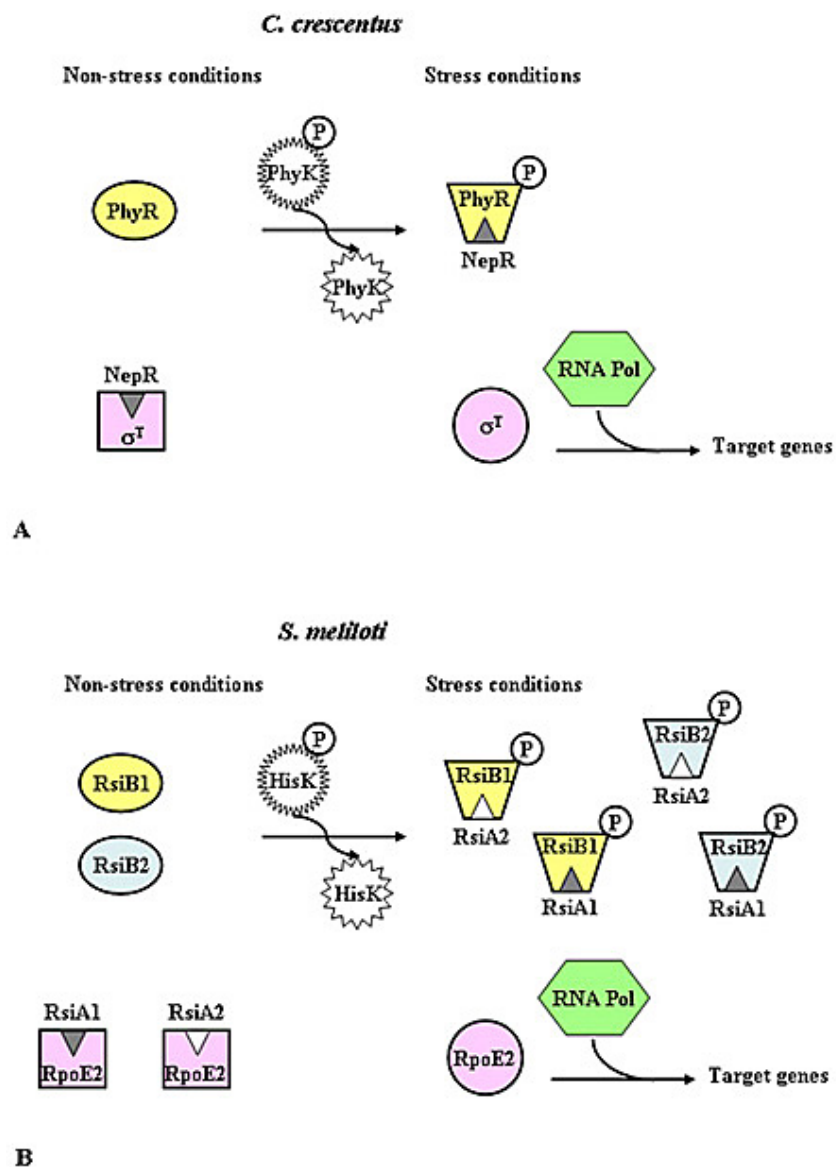 C. crescentus
Non-stress conditions
Stress conditions
P
PhyK
P
PhyR
PhyR
NepR
PhyK
NepR
σT
RNA Pol
σT
Target genes
A
S. meliloti
Non-stress conditions
Stress conditions
P
RsiB2
RsiA2
P
HisK
P
RsiB1
RsiA2
RsiB1
RsiB2
P
RsiB1
RsiA1
P
RsiB2
RsiA1
HisK
RsiA1
RsiA2
RpoE2
RpoE2
RNA Pol
RpoE2
Target genes
B